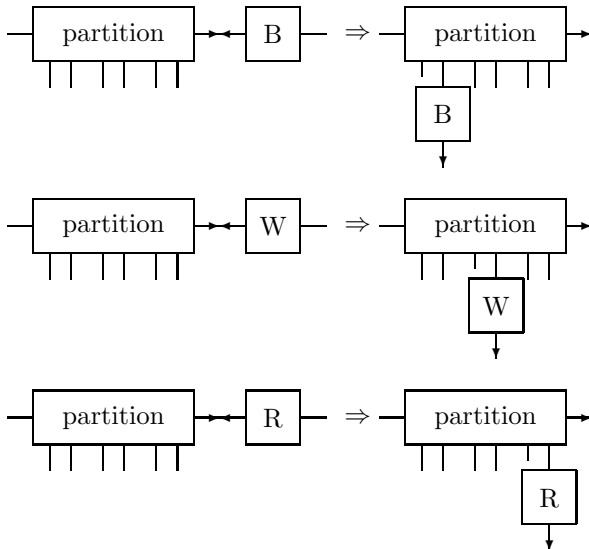 partition B ⇒ partition
B
partition W ⇒ partition
W
partition R ⇒ partition
R